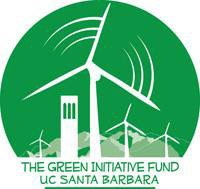 THE GREEN INITIATIVE FUND
UC SANTA BARBARA